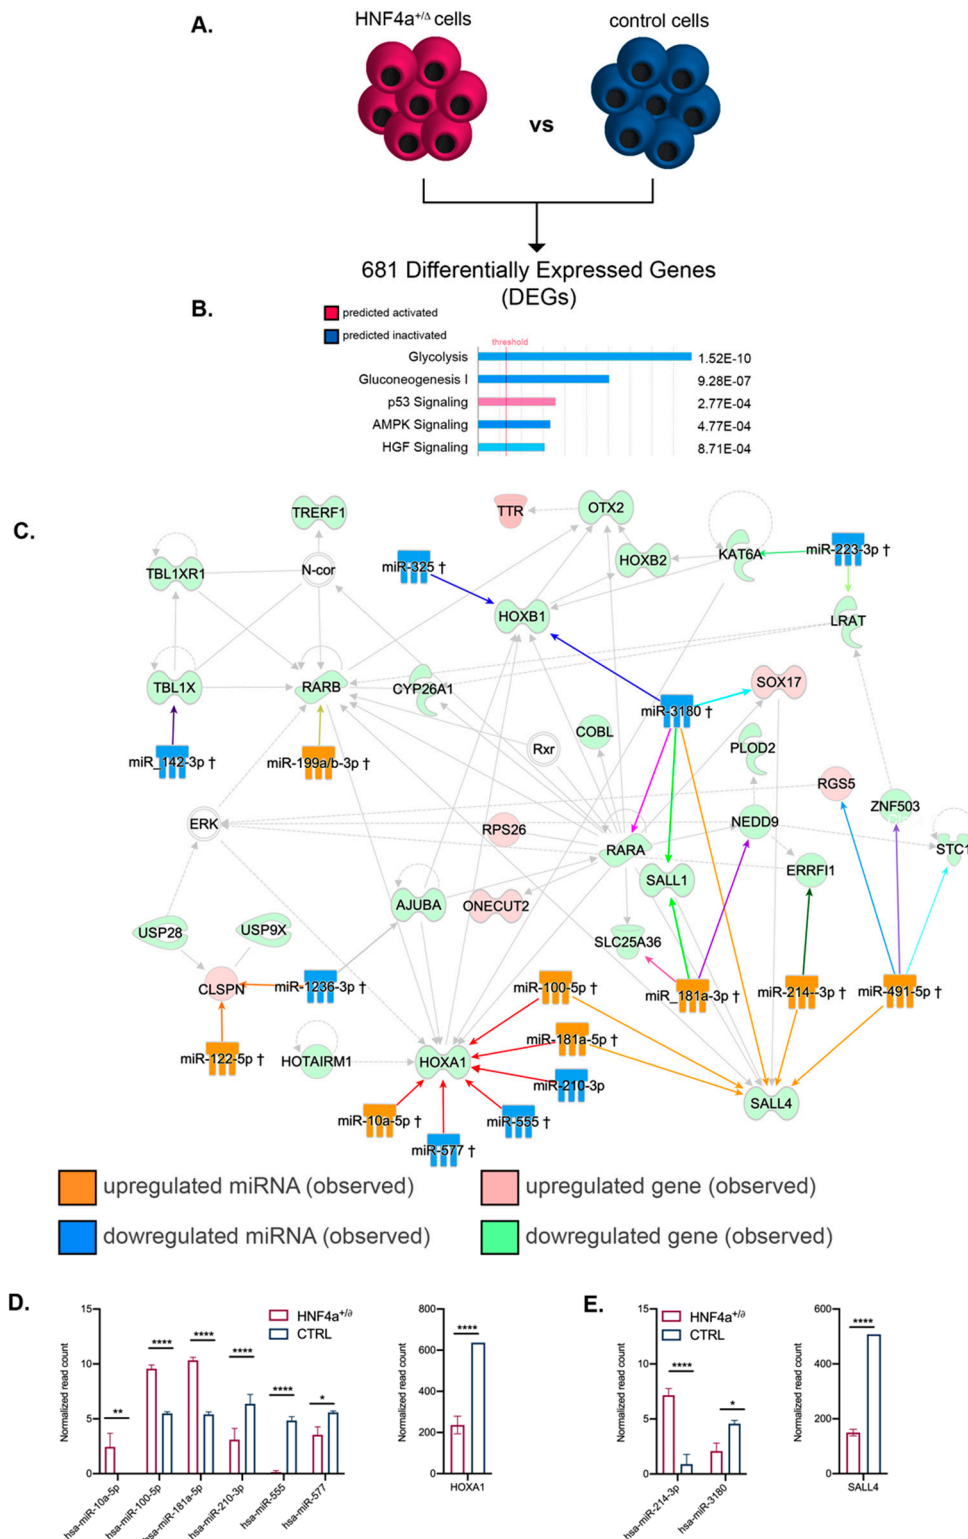 A.
HNF4a+/Δ cells
control cells
vs
681 Differentially Expressed Genes
(DEGs)
B.
predicted activated
predicted inactivated
threshold
Glycolysis
1.52E-10
Gluconeogenesis I
9.28E-07
p53 Signaling
2.77E-04
AMPK Signaling
4.77E-04
HGF Signaling
8.71E-04
C.
TRERF1
TTR
OTX2
TBL1XR1
N-cor
miR-325 †
HOXB2
KAT6A
miR-223-3p †
HOXB1
LRAT
TBL1X
RARB
CYP26A1
SOX17
miR-3180 †
miR_142-3p †
miR-199a/b-3p †
Rxr
COBL
PLOD2
RGS5
ZNF503
ERK
RPS26
RARA
NEDD9
STC1
SALL1
ERRFI1
AJUBA
ONECUT2
USP28
USP9X
SLC25A36
CLSPN
miR-1236-3p †
miR-100-5p †
miR_181a-3p †
miR-214--3p †
miR-491-5p †
miR-122-5p †
HOTAIRM1
HOXA1
miR-181a-5p †
miR-210-3p
SALL4
miR-10a-5p †
miR-555 †
miR-577 †
upregulated miRNA (observed)
upregulated gene (observed)
dowregulated miRNA (observed)
dowregulated gene (observed)
D.
Normalized read count
15
10
5
0
HNF4a+/∂
CTRL
**
****
****
****
****
*
hsa-miR-10a-5p
hsa-miR-100-5p
hsa-miR-181a-5p
hsa-miR-210-3p
hsa-miR-555
hsa-miR-577
Normalized read count
800
600
400
200
0
****
HOXA1
E.
Normalized read count
15
10
5
0
HNF4a+/∂
CTRL
****
*
hsa-miR-214-3p
hsa-miR-3180
Normalized read count
600
400
200
0
****
SALL4